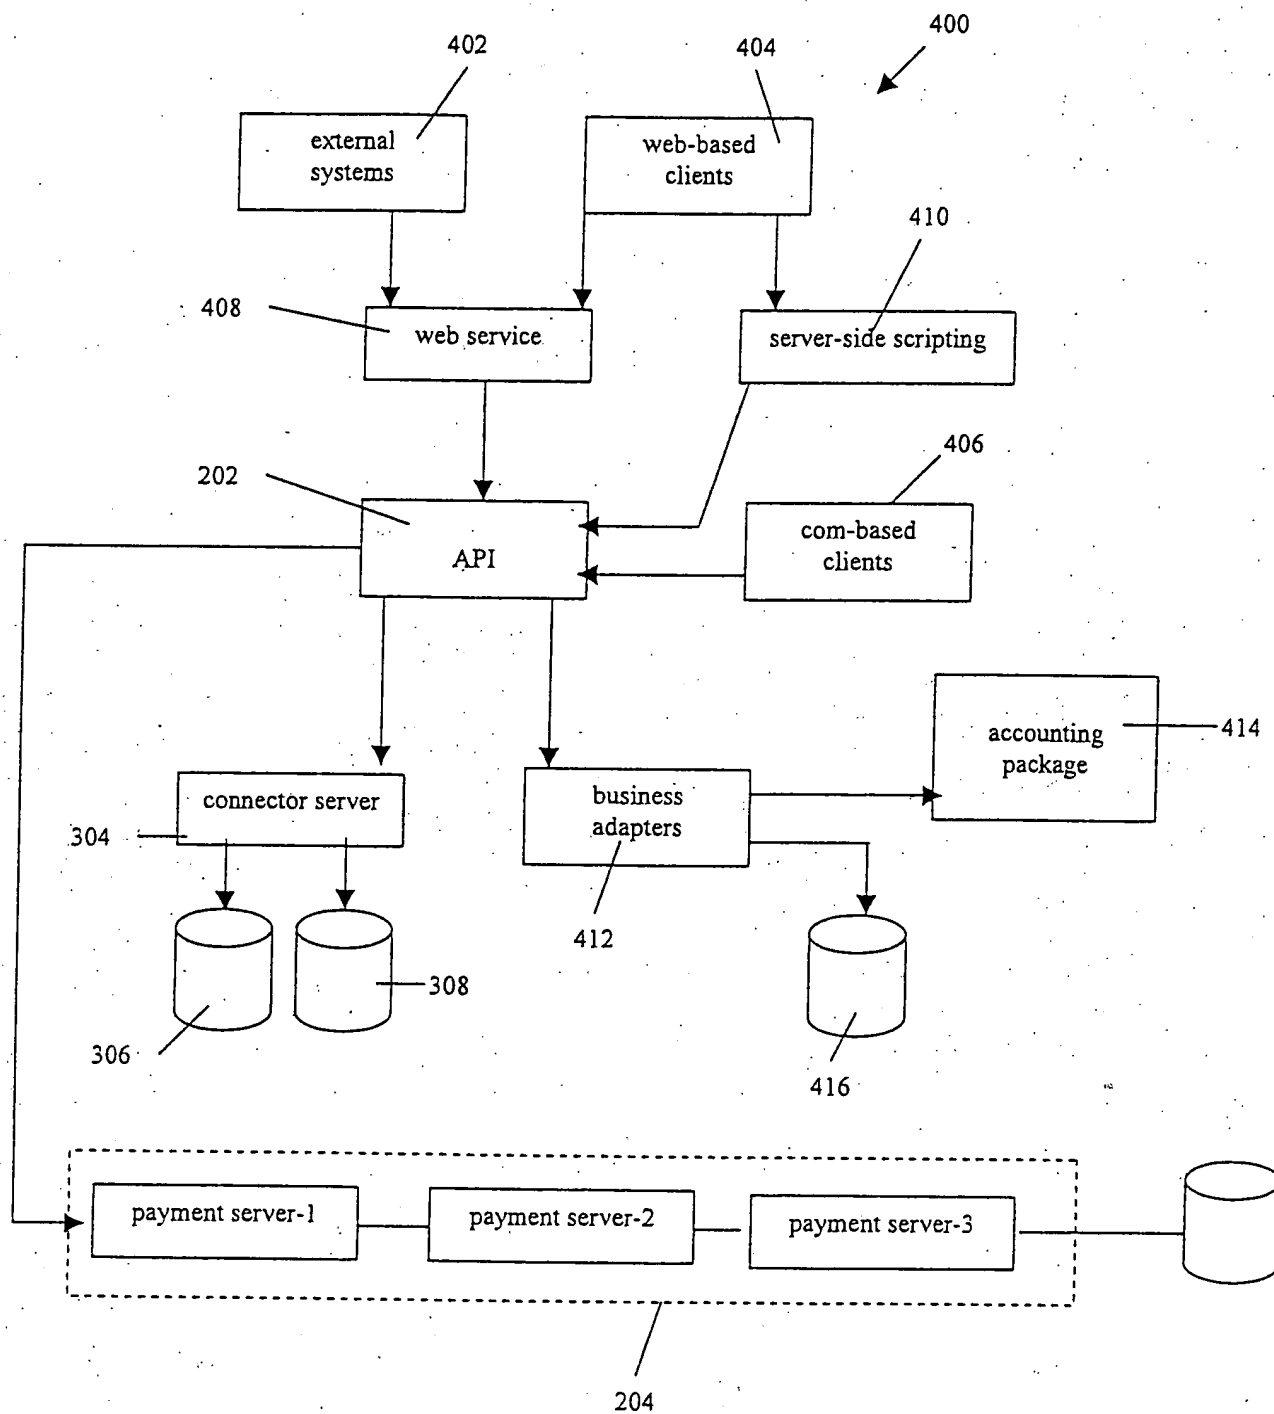 400
402
404
external
systems
web-based
clients
410
408
web service
server-side scripting
406
202
API
com-based
clients
accounting
package
414
connector server
304
business
adapters
412
308
306
416
payment server-1
payment server-2
payment server-3
204